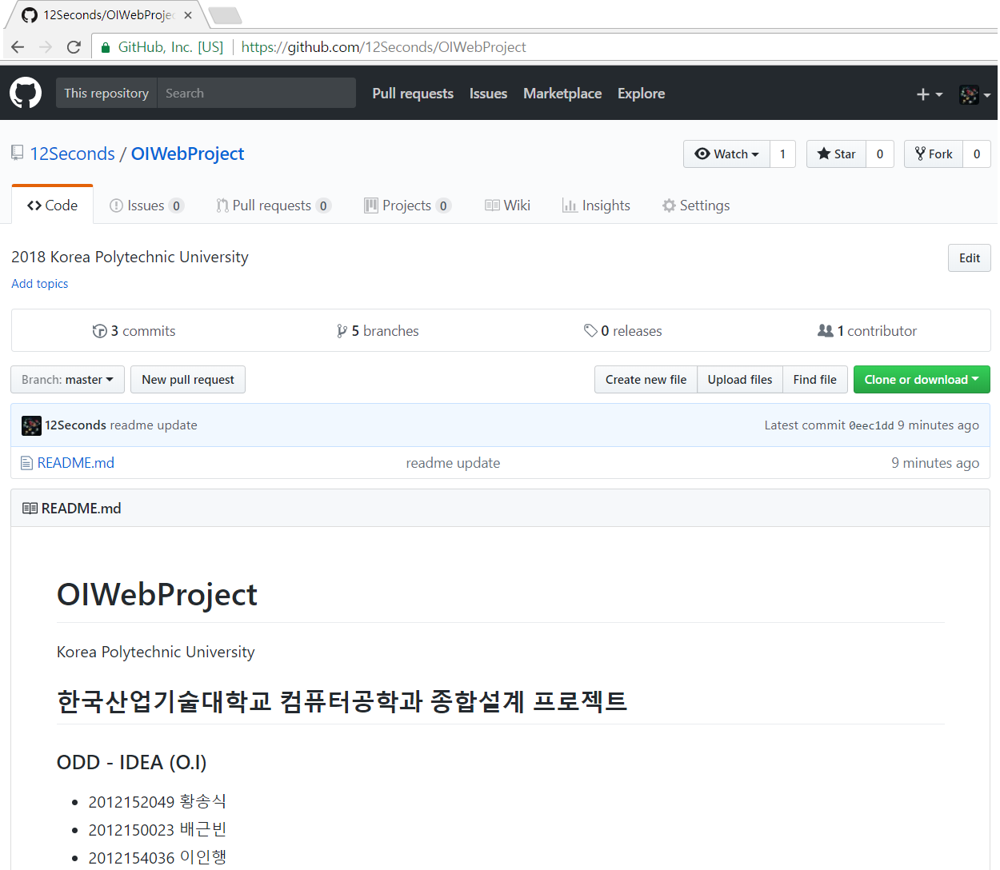 12Seconds/OIWebProjec
GitHub, Inc. [US] https://github.com/12Seconds/OIWebProject
This repository Search Pull requests Issues Marketplace Explore
12Seconds / OIWebProject Watch 1 Star 0 Fork 0
Code Issues 0 Pull requests 0 Projects 0 Wiki Insights Settings
2018 Korea Polytechnic University Edit
Add topics
3 commits 5 branches 0 releases 1 contributor
Branch: master New pull request Create new file Upload files Find file Clone or download
12Seconds readme update Latest commit 0eec1dd 9 minutes ago
README.md readme update 9 minutes ago
README.md
OIWebProject
Korea Polytechnic University
한국산업기술대학교 컴퓨터공학과 종합설계 프로젝트
ODD - IDEA (O.I)
2012152049 황송식
2012150023 배근빈
2012154036 이인행